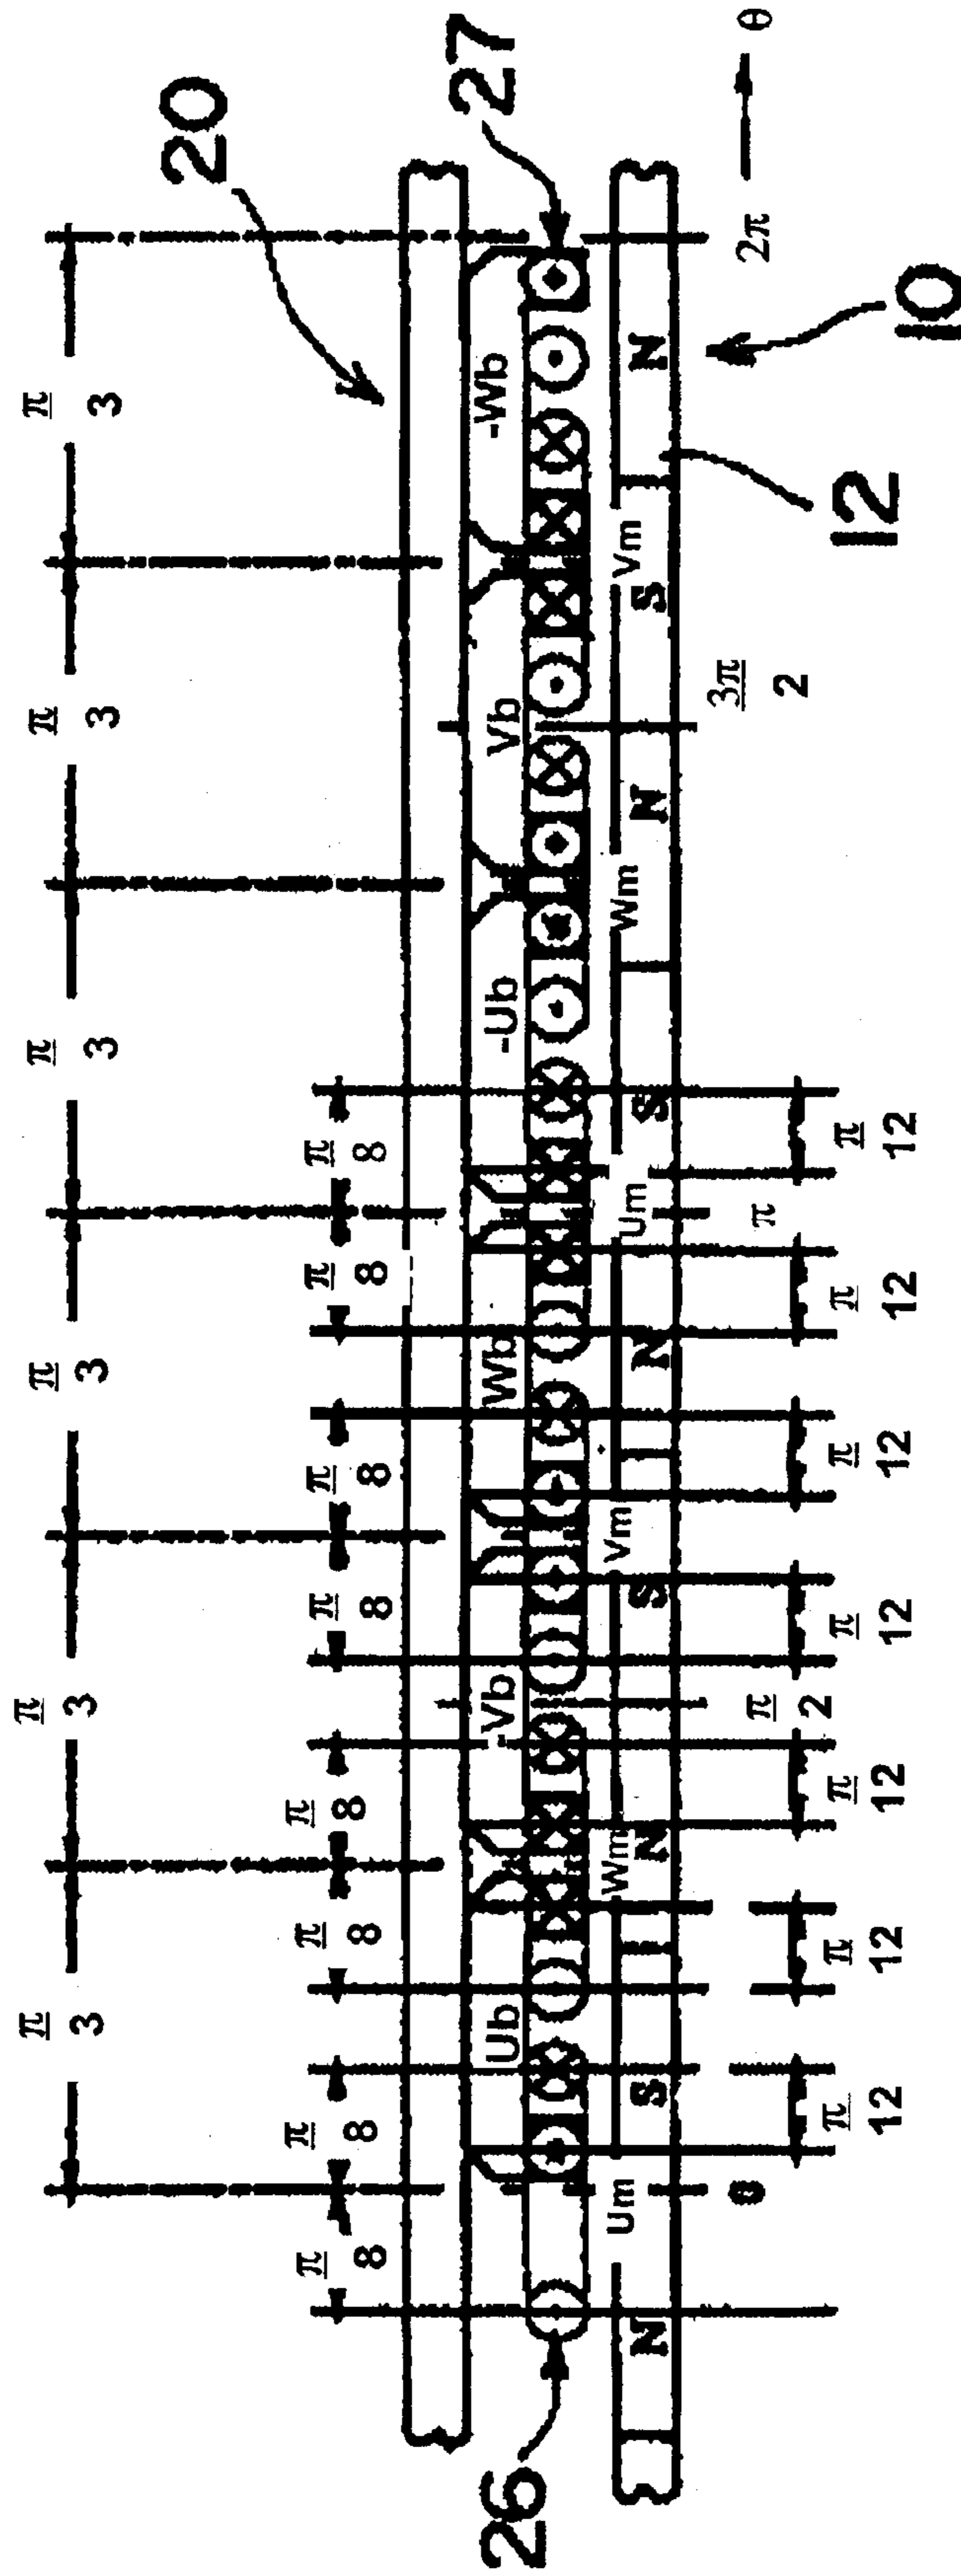 π π π π π π
3 3 3 3 3 3
π π π π π π π π
8 8 8 8 8 8 8 8
20
Ub -Vb Wb -Ub Vb -Wb
26 27
Um Wm Vm Um Wm Vm
N S N S N S N S N
0 π/2 π 3π/2 2π θ
π π π π π π π
12 12 12 12 12 12 12
12 10